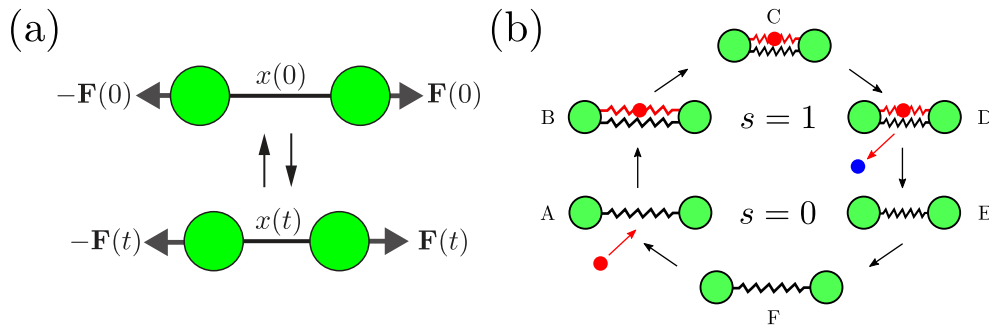 (a)
x(0)
−F(0)
F(0)
x(t)
−F(t)
F(t)
(b)
C
B
s = 1
D
A
s = 0
E
F